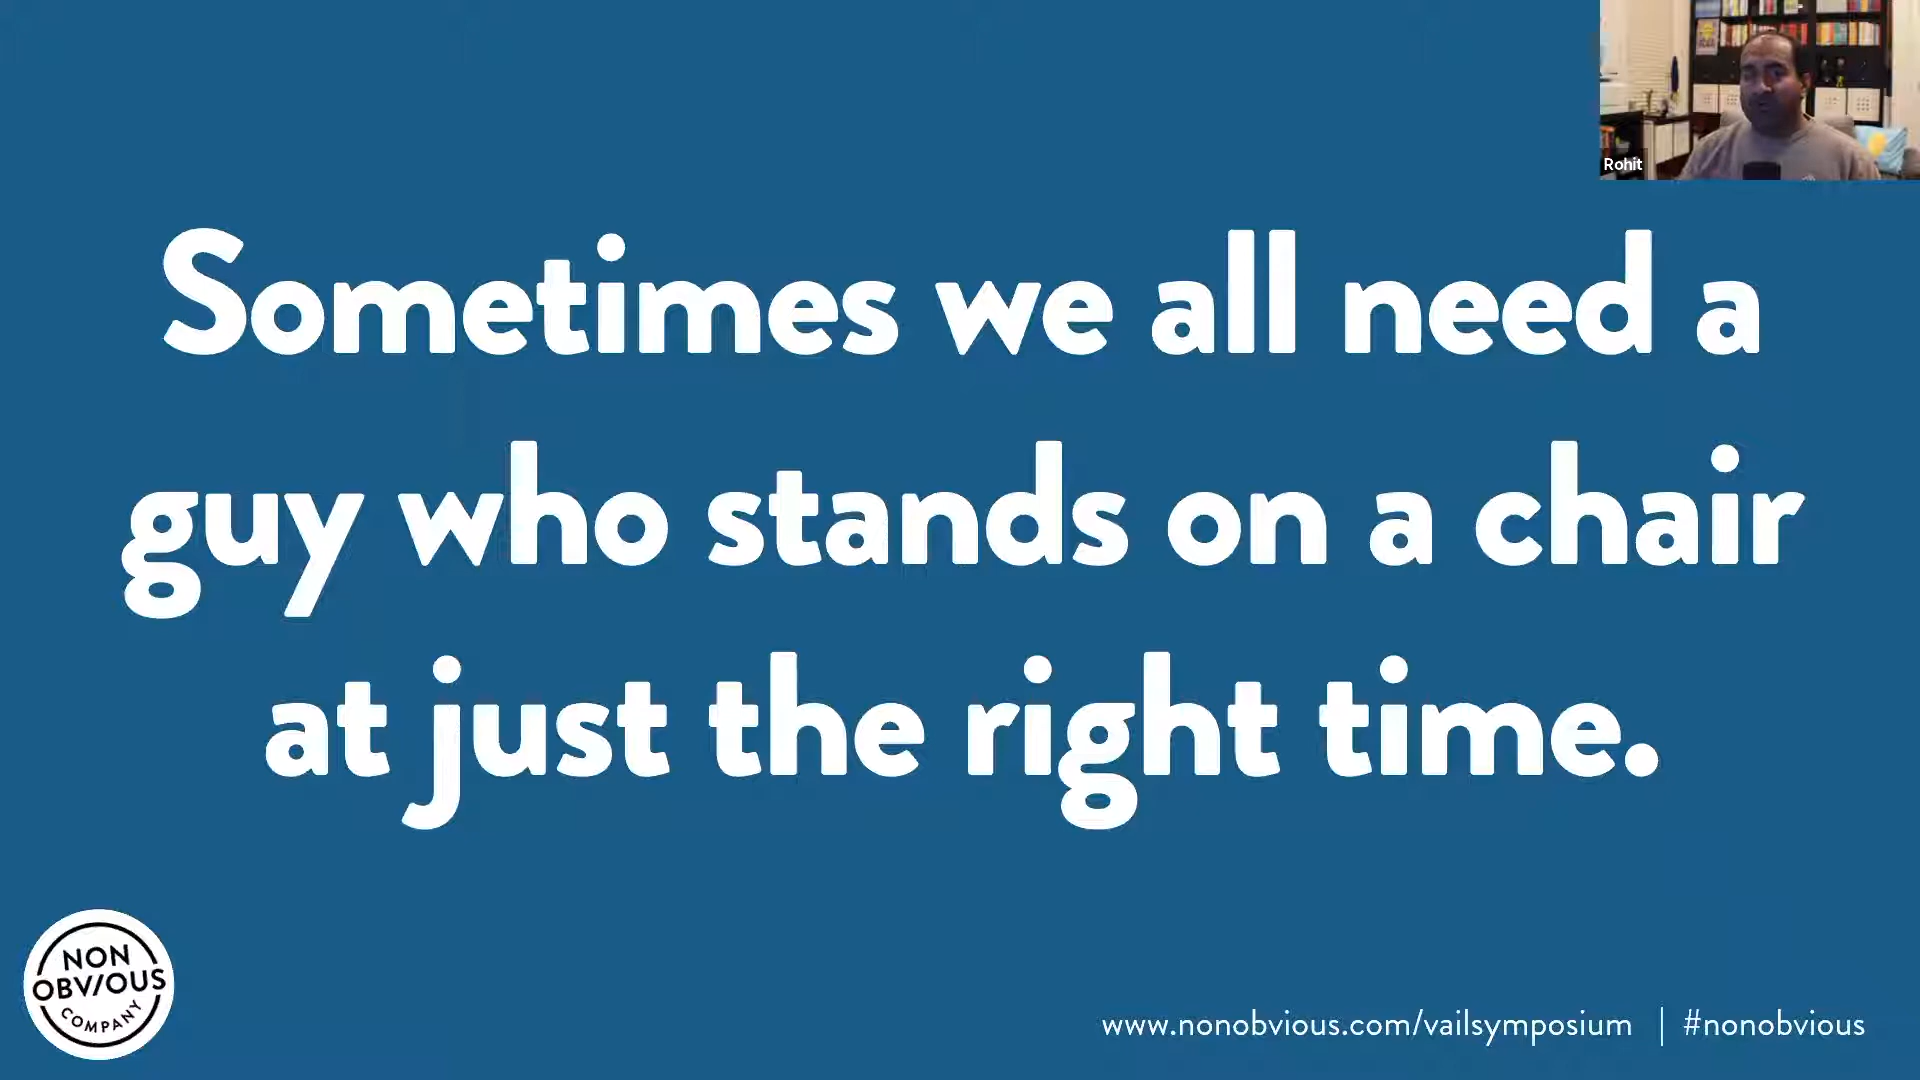 Rohit
Sometimes we all need a
guy who stands on a chair
at just the right time.
NON
OBV/OUS
COMPANY
www.nonobvious.com/vailsymposium | #nonobvious